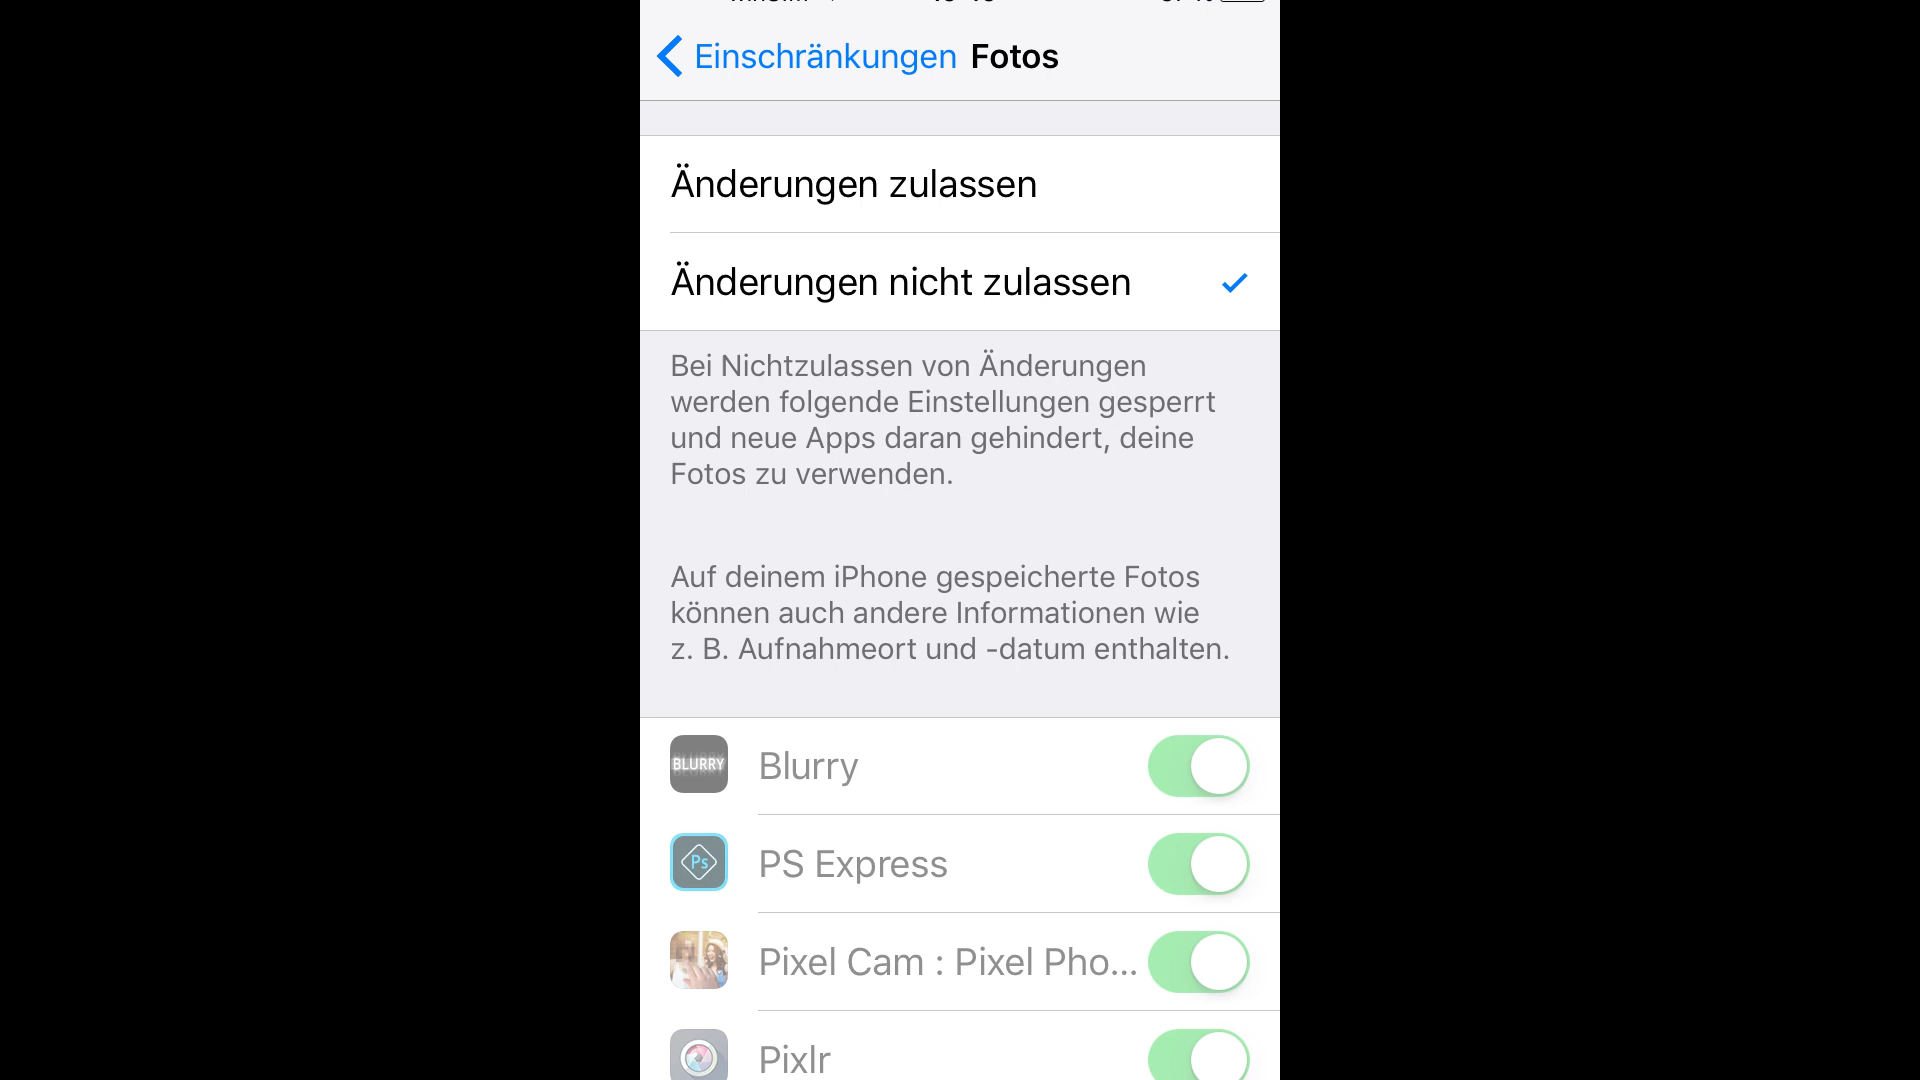 Einschränkungen Fotos
Änderungen zulassen
Änderungen nicht zulassen
Bei Nichtzulassen von Änderungen
werden folgende Einstellungen gesperrt
und neue Apps daran gehindert, deine
Fotos zu verwenden.
Auf deinem iPhone gespeicherte Fotos
können auch andere Informationen wie
z. B. Aufnahmeort und -datum enthalten.
BLURRY
Blurry
Ps
PS Express
Pixel Cam : Pixel Pho...
Pixlr